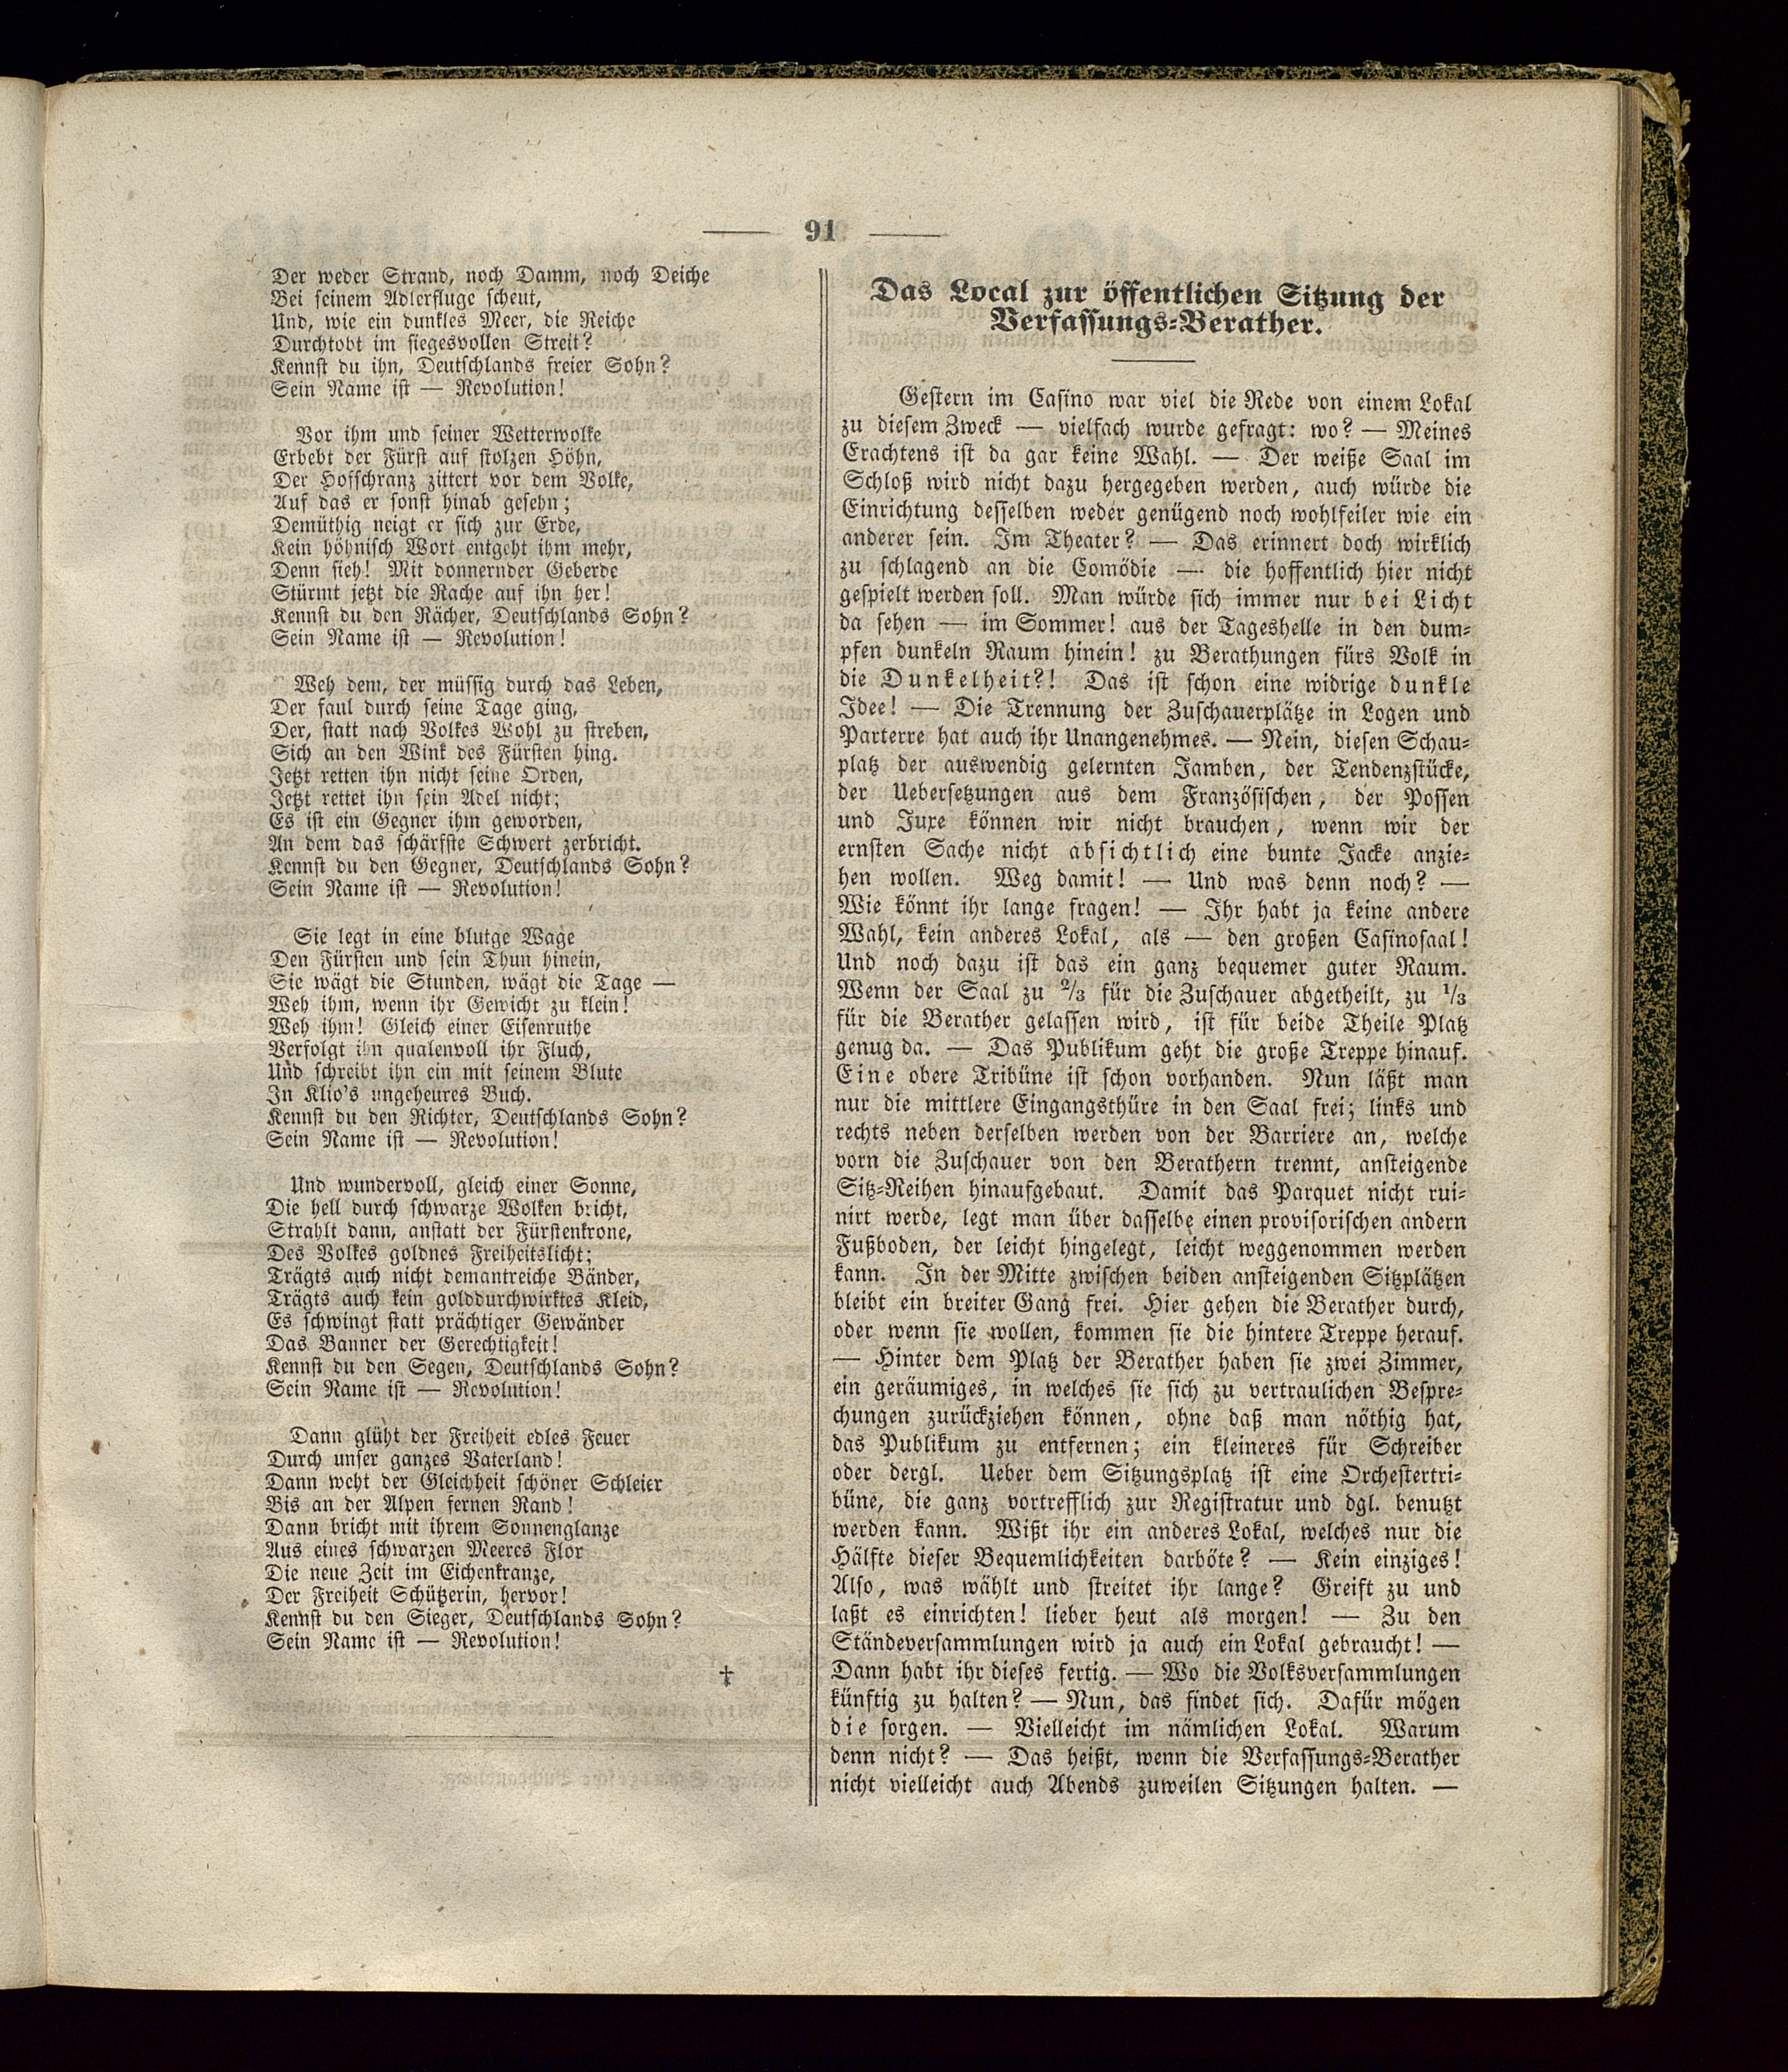 91
Der weder Strand, noch Damm, noch Deiche
Bei seinem Adlerfluge scheut,
Und, wie ein dunkles Meer, die Reiche
Durchtobt im siegesvollen Streit?
Kennst du ihn, Deutschlands freier Sohn?
Sein Name ist — Revolution!
Vor ihm und seiner Wetterwolke
Erbebt der Fürst auf stolzen Höhn,
Der Hofschranz zittert vor dem Volke,
Auf das er sonst hinab gesehn;
Demüthig neigt er sich zur Erde,
Kein höhnisch Wort entgeht ihm mehr,
Denn sieh! Mit donnernder Geberde
Stürmt jetzt die Rache auf ihn her!
Kennst du den Rächer, Deutschlands Sohn?
Sein Name ist — Revolution!
Weh dem, der müssig durch das Leben,
Der faul durch seine Tage ging,
Der, statt nach Volkes Wohl zu streben,
Sich an den Wink des Fürsten hing.
Jetzt retten ihn nicht seine Orden,
Jetzt rettet ihn sein Adel nicht;
Es ist ein Gegner ihm geworden,
An dem das schärfste Schwert zerbricht.
Kennst du den Gegner, Deutschlands Sohn?
Sein Name ist — Revolution!
Sie legt in eine blutge Wage
Den Fürsten und sein Thun hinein,
Sie wägt die Stunden, wägt die Tage —
Weh ihm, wenn ihr Gewicht zu klein!
Weh ihm! Gleich einer Eisenruthe
Verfolgt ihn qualenvoll ihr Fluch,
Und schreibt ihn ein mit seinem Blute
In Klio's ungeheures Buch.
Kennst du den Richter, Deutschlands Sohn?
Sein Name ist — Revolution!
Und wundervoll, gleich einer Sonne,
Die hell durch schwarze Wolken bricht,
Strahlt dann, anstatt der Fürstenkrone,
Des Volkes goldnes Freiheitslicht;
Trägts auch nicht demantreiche Bänder,
Trägts auch kein golddurchwirktes Kleid,
Es schwingt statt prächtiger Gewänder
Das Banner der Gerechtigkeit!
Kennst du den Segen, Deutschlands Sohn?
Sein Name ist — Revolution!
Dann glüht der Freiheit edles Feuer
Durch unser ganzes Vaterland!
Dann weht der Gleichheit schöner Schleier
Bis an der Alpen fernen Rand!
Dann bricht mit ihrem Sonnenglanze
Aus eines schwarzen Meeres Flor
Die neue Zeit im Eichenkranze,
Der Freiheit Schützerin, hervor!
Kennst du den Sieger, Deutschlands Sohn?
Sein Name ist — Revolution!
†
Das Local zur öffentlichen Sitzung der
Verfassungs-Berather.
Gestern im Casino war viel die Rede von einem Lokal
zu diesem Zweck — vielfach wurde gefragt: wo? — Meines
Erachtens ist da gar keine Wahl. — Der weiße Saal im
Schloß wird nicht dazu hergegeben werden, auch würde die
Einrichtung desselben weder genügend noch wohlfeiler wie ein
anderer sein. Im Theater? — Das erinnert doch wirklich
zu schlagend an die Comödie — die hoffentlich hier nicht
gespielt werden soll. Man würde sich immer nur bei Licht
da sehen — im Sommer! aus der Tageshelle in den dum-
pfen dunkeln Raum hinein! zu Berathungen fürs Volk in
die Dunkelheit?! Das ist schon eine widrige dunkle
Idee! — Die Trennung der Zuschauerplätze in Logen und
Parterre hat auch ihr Unangenehmes. — Nein, diesen Schau-
platz der auswendig gelernten Jamben, der Tendenzstücke,
der Uebersetzungen aus dem Französischen, der Possen
und Juxe können wir nicht brauchen, wenn wir der
ernsten Sache nicht absichtlich eine bunte Jacke anzie-
hen wollen. Weg damit! — Und was denn noch? —
Wie könnt ihr lange fragen! — Ihr habt ja keine andere
Wahl, kein anderes Lokal, als — den großen Casinosaal!
Und noch dazu ist das ein ganz bequemer guter Raum.
Wenn der Saal zu 2/3 für die Zuschauer abgetheilt, zu 1/3
für die Berather gelassen wird, ist für beide Theile Platz
genug da. — Das Publikum geht die große Treppe hinauf.
Eine obere Tribüne ist schon vorhanden. Nun läßt man
nur die mittlere Eingangsthüre in den Saal frei; links und
rechts neben derselben werden von der Barriere an, welche
vorn die Zuschauer von den Berathern trennt, ansteigende
Sitz-Reihen hinaufgebaut. Damit das Parquet nicht rui-
nirt werde, legt man über dasselbe einen provisorischen andern
Fußboden, der leicht hingelegt, leicht weggenommen werden
kann. In der Mitte zwischen beiden ansteigenden Sitzplätzen
bleibt ein breiter Gang frei. Hier gehen die Berather durch,
oder wenn sie wollen, kommen sie die hintere Treppe herauf.
— Hinter dem Platz der Berather haben sie zwei Zimmer,
ein geräumiges, in welches sie sich zu vertraulichen Bespre-
chungen zurückziehen können, ohne daß man nöthig hat,
das Publikum zu entfernen; ein kleineres für Schreiber
oder dergl. Ueber dem Sitzungsplatz ist eine Orchestertri-
büne, die ganz vortrefflich zur Registratur und dgl. benutzt
werden kann. Wißt ihr ein anderes Lokal, welches nur die
Hälfte dieser Bequemlichkeiten darböte? — Kein einziges!
Also, was wählt und streitet ihr lange? Greift zu und
laßt es einrichten! lieber heut als morgen! — Zu den
Ständeversammlungen wird ja auch ein Lokal gebraucht! —
Dann habt ihr dieses fertig. — Wo die Volksversammlungen
künftig zu halten? — Nun, das findet sich. Dafür mögen
die sorgen. — Vielleicht im nämlichen Lokal. Warum
denn nicht? — Das heißt, wenn die Verfassungs-Berather
nicht vielleicht auch Abends zuweilen Sitzungen halten. —